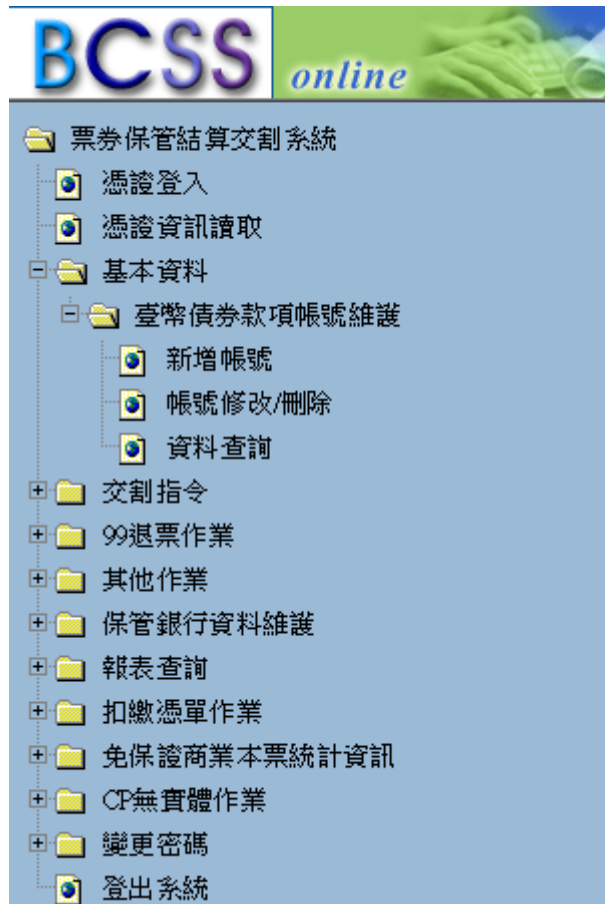 BCSS online
票券保管結算交割系統
憑證登入
憑證資訊讀取
基本資料
臺幣債券款項帳號維護
新增帳號
帳號修改/刪除
資料查詢
交割指令
99退票作業
其他作業
保管銀行資料維護
報表查詢
扣繳憑單作業
免保證商業本票統計資訊
CP無實體作業
變更密碼
登出系統